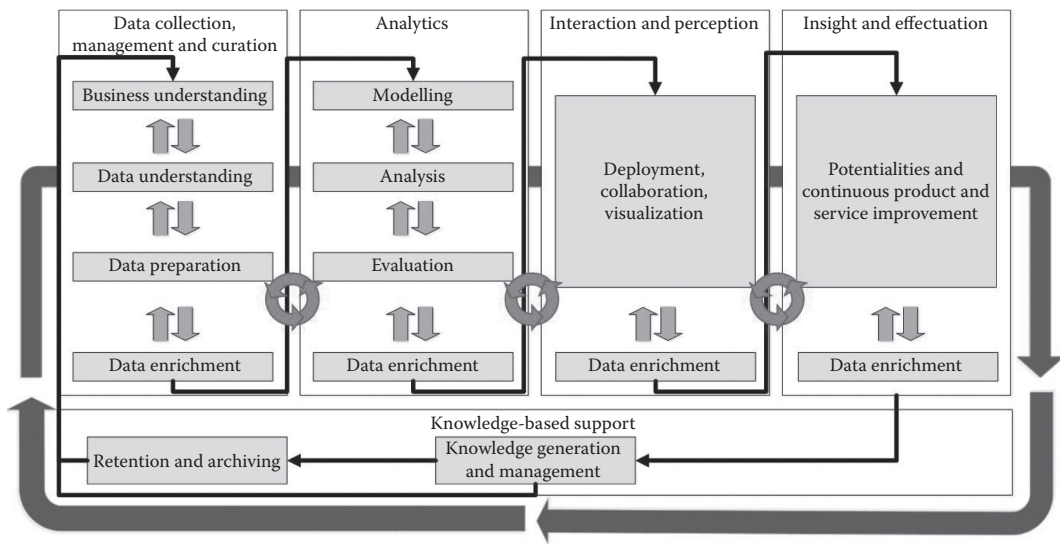 Data collection,
management and curation
Business understanding
Data understanding
Data preparation
Data enrichment
Analytics
Modelling
Analysis
Evaluation
Data enrichment
Interaction and perception
Deployment,
collaboration,
visualization
Data enrichment
Insight and effectuation
Potentialities and
continuous product and
service improvement
Data enrichment
Knowledge-based support
Retention and archiving
Knowledge generation
and management